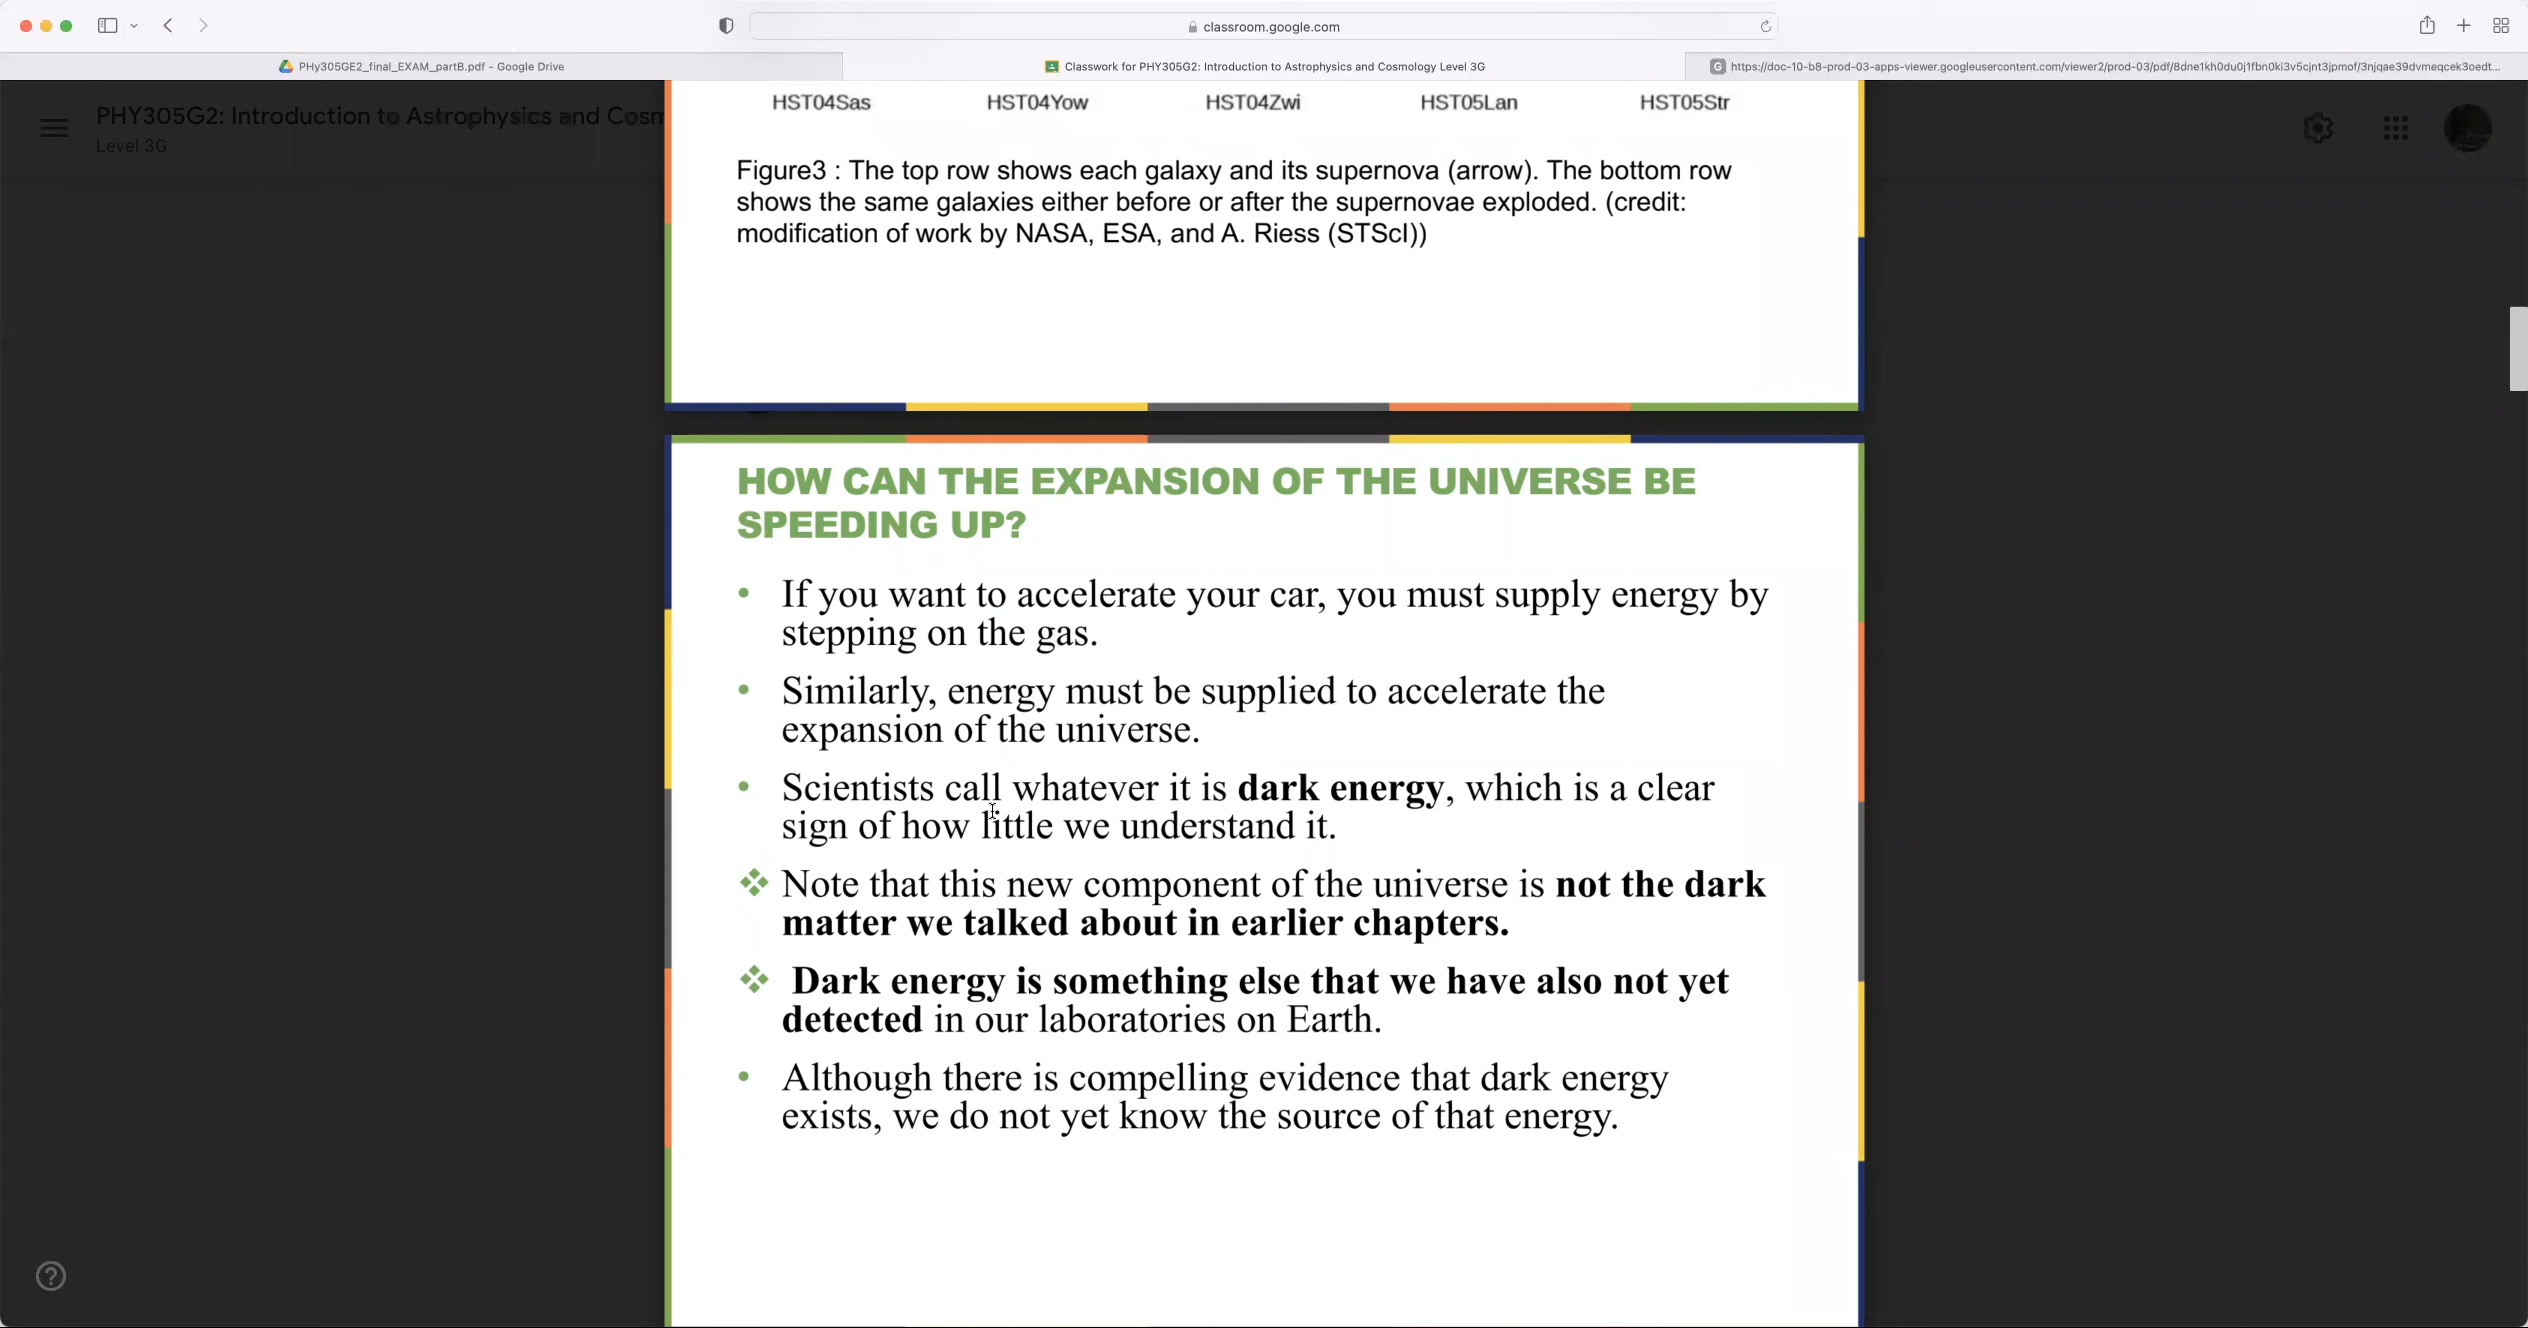 classroom.google.com
PHy305GE2_final_EXAM_partB.pdf - Google Drive
Classwork for PHY305G2: Introduction to Astrophysics and Cosmology Level 3G
https://doc-10-b8-prod-03-apps-viewer.googleusercontent.com/viewer2/prod-03/pdf/8dne1kh0du0j1fbn0ki3v5cjnt3jpmof/3njqae39dvmeqcek3oedt...
PHY305G2: Introduction to Astrophysics and Cosm
Level 3G
HST04Sas HST04Yow HST04Zwi HST05Lan HST05Str
Figure3 : The top row shows each galaxy and its supernova (arrow). The bottom row
shows the same galaxies either before or after the supernovae exploded. (credit:
modification of work by NASA, ESA, and A. Riess (STScI))
HOW CAN THE EXPANSION OF THE UNIVERSE BE
SPEEDING UP?
• If you want to accelerate your car, you must supply energy by
stepping on the gas.
• Similarly, energy must be supplied to accelerate the
expansion of the universe.
• Scientists call whatever it is dark energy, which is a clear
sign of how little we understand it.
❖ Note that this new component of the universe is not the dark
matter we talked about in earlier chapters.
❖ Dark energy is something else that we have also not yet
detected in our laboratories on Earth.
• Although there is compelling evidence that dark energy
exists, we do not yet know the source of that energy.